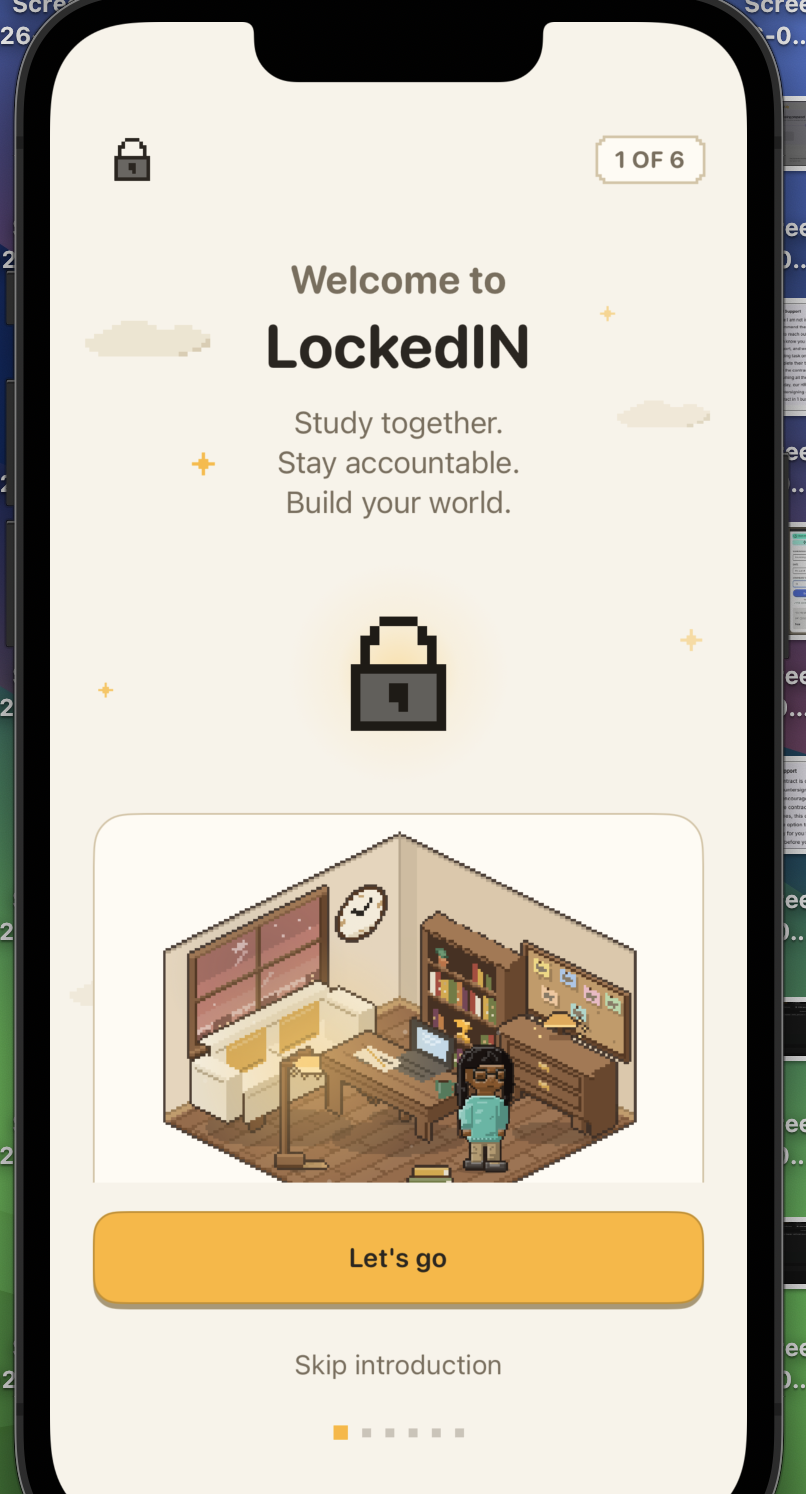 1 OF 6
Welcome to
LockedIN
Study together.
Stay accountable.
Build your world.
Let's go
Skip introduction